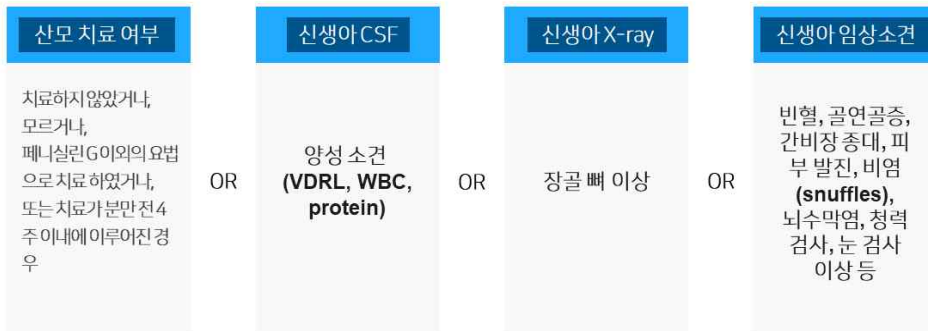 산모 치료 여부
치료하지 않았거나,
모르거나,
페니실린 G 이외의 요법
으로 치료 하였거나,
또는 치료가 분만 전 4
주 이내에 이루어진 경
우
OR
신생아 CSF
양성 소견
(VDRL, WBC,
protein)
OR
신생아 X-ray
장골 뼈 이상
OR
신생아 임상소견
빈혈, 골연골증,
간비장 종대, 피
부 발진, 비염
(snuffles),
뇌수막염, 청력
검사, 눈 검사
이상 등